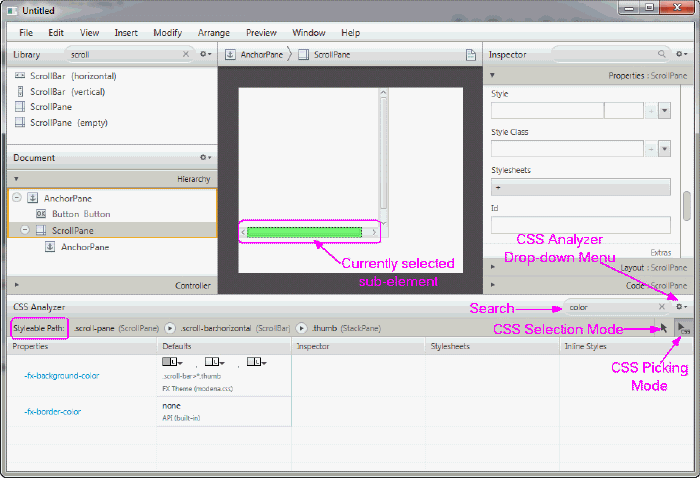 Untitled
File Edit View Insert Modify Arrange Preview Window Help
Library scroll
ScrollBar (horizontal)
ScrollBar (vertical)
ScrollPane
ScrollPane (empty)
Document
Hierarchy
AnchorPane
Button Button
ScrollPane
AnchorPane
Controller
AnchorPane ScrollPane
Currently selected
sub-element
Inspector
Properties : ScrollPane
Style
Style Class
Stylesheets
+
Id
Extras
Layout : ScrollPane
Code : ScrollPane
CSS Analyzer
Drop-down Menu
CSS Analyzer
Search color
Styleable Path: .scroll-pane (ScrollPane) .scroll-bar:horizontal (ScrollBar) .thumb (StackPane)
CSS Selection Mode
CSS
CSS Picking
Mode
Properties Defaults Inspector Stylesheets Inline Styles
-fx-background-color
.scroll-bar>*.thumb
FX Theme (modena.css)
-fx-border-color none
API (built-in)